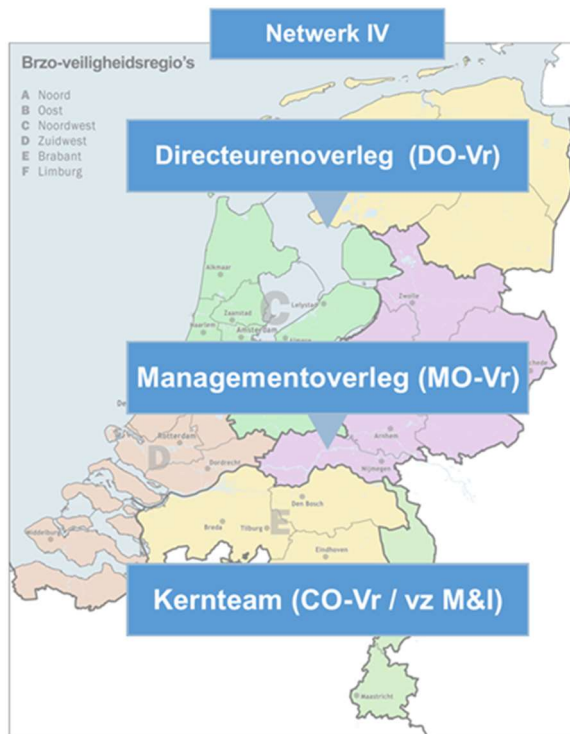 Netwerk IV
Brzo-veiligheidsregio's
A Noord
B Oost
C Noordwest
D Zuidwest
E Brabant
F Limburg
Directeurenoverleg (DO-Vr)
Alkmaar
Zwolle
C
Lelystad
Zaanstad
Haarlem
Amsterdam
Managementoverleg (MO-Vr)
Rotterdam
Arnhem
D
Dordrecht
Nijmegen
Den Bosch
Middelburg
Breda
Tilburg
E
Eindhoven
Kernteam (CO-Vr / vz M&I)
Maastricht